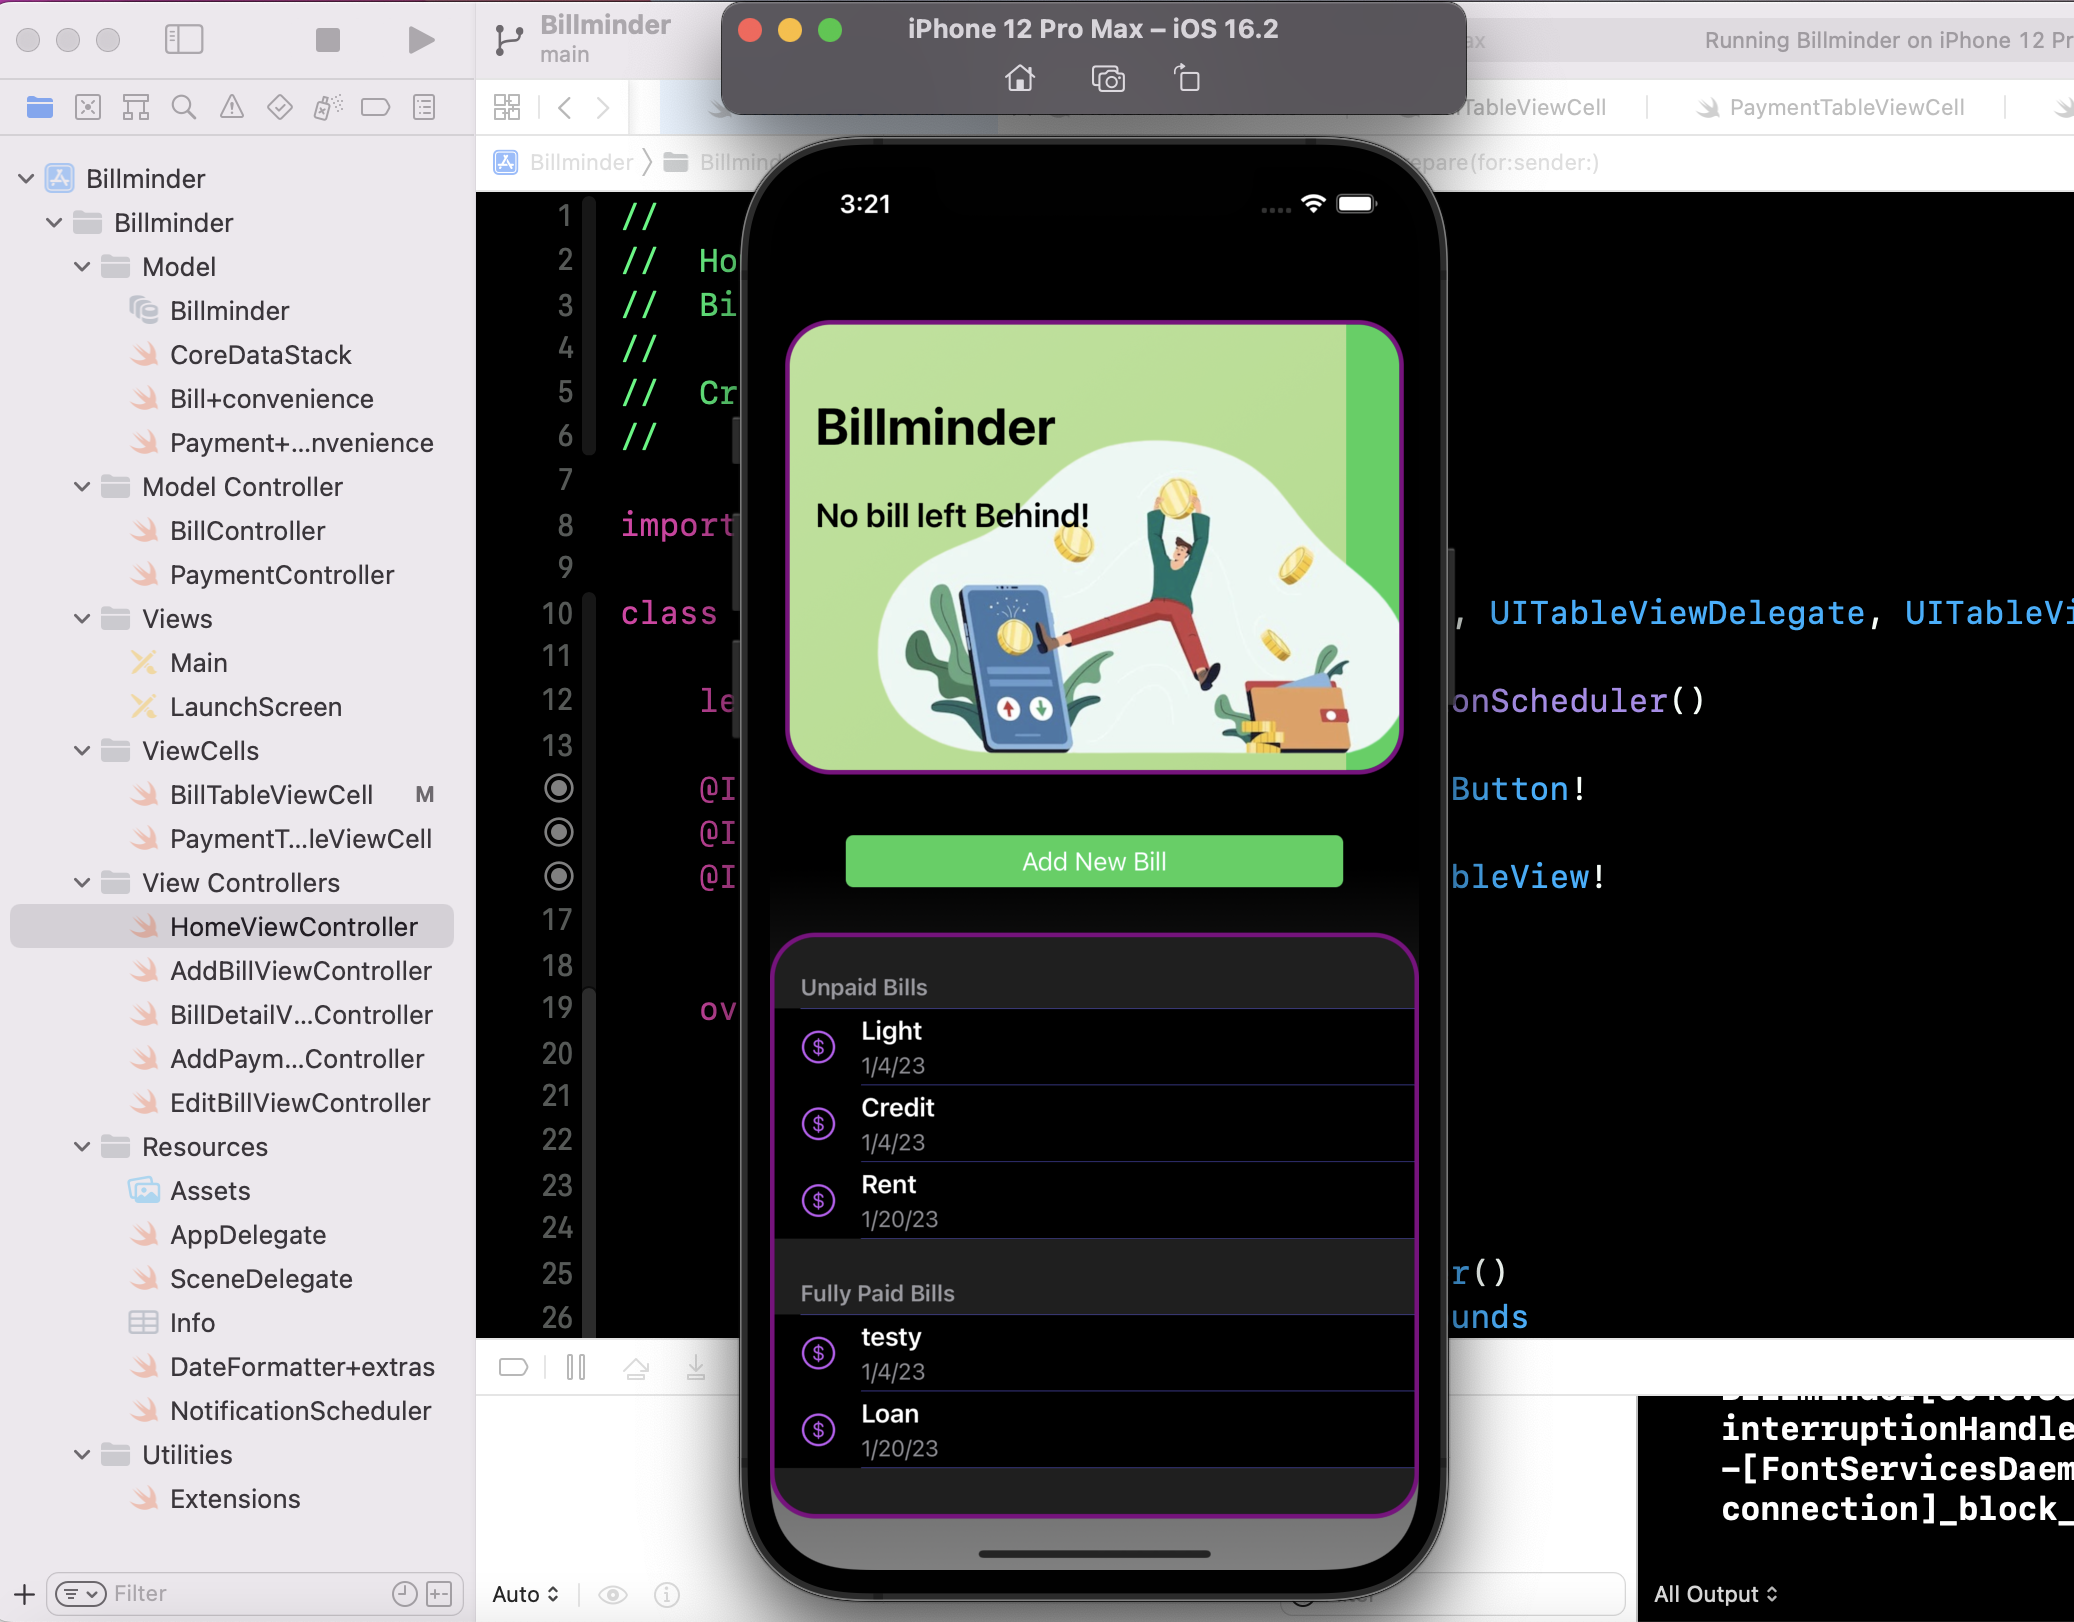 Billminder
main
iPhone 12 Pro Max – iOS 16.2
Running Billminder on iPhone 12 Pr
TableViewCell
PaymentTableViewCell
Billminder
Billmind
epare(for:sender:)
Billminder
Billminder
Model
Billminder
CoreDataStack
Bill+convenience
Payment+...nvenience
Model Controller
BillController
PaymentController
Views
Main
LaunchScreen
ViewCells
BillTableViewCell M
PaymentT...leViewCell
View Controllers
HomeViewController
AddBillViewController
BillDetailV...Controller
AddPaym...Controller
EditBillViewController
Resources
Assets
AppDelegate
SceneDelegate
Info
DateFormatter+extras
NotificationScheduler
Utilities
Extensions
Filter
1 //
2 // Ho
3 // Bi
4 //
5 // Cr
6 //
7
8 import
9
10 class , UITableViewDelegate, UITableVi
11
12 le onScheduler()
13
@I Button!
@I
@I bleView!
17
18
19 ov
20
21
22
23
24
25 r()
26 unds
3:21
Billminder
No bill left Behind!
Add New Bill
Unpaid Bills
$ Light
1/4/23
$ Credit
1/4/23
$ Rent
1/20/23
Fully Paid Bills
$ testy
1/4/23
$ Loan
1/20/23
interruptionHandle
-[FontServicesDaem
connection]_block_
Auto
All Output